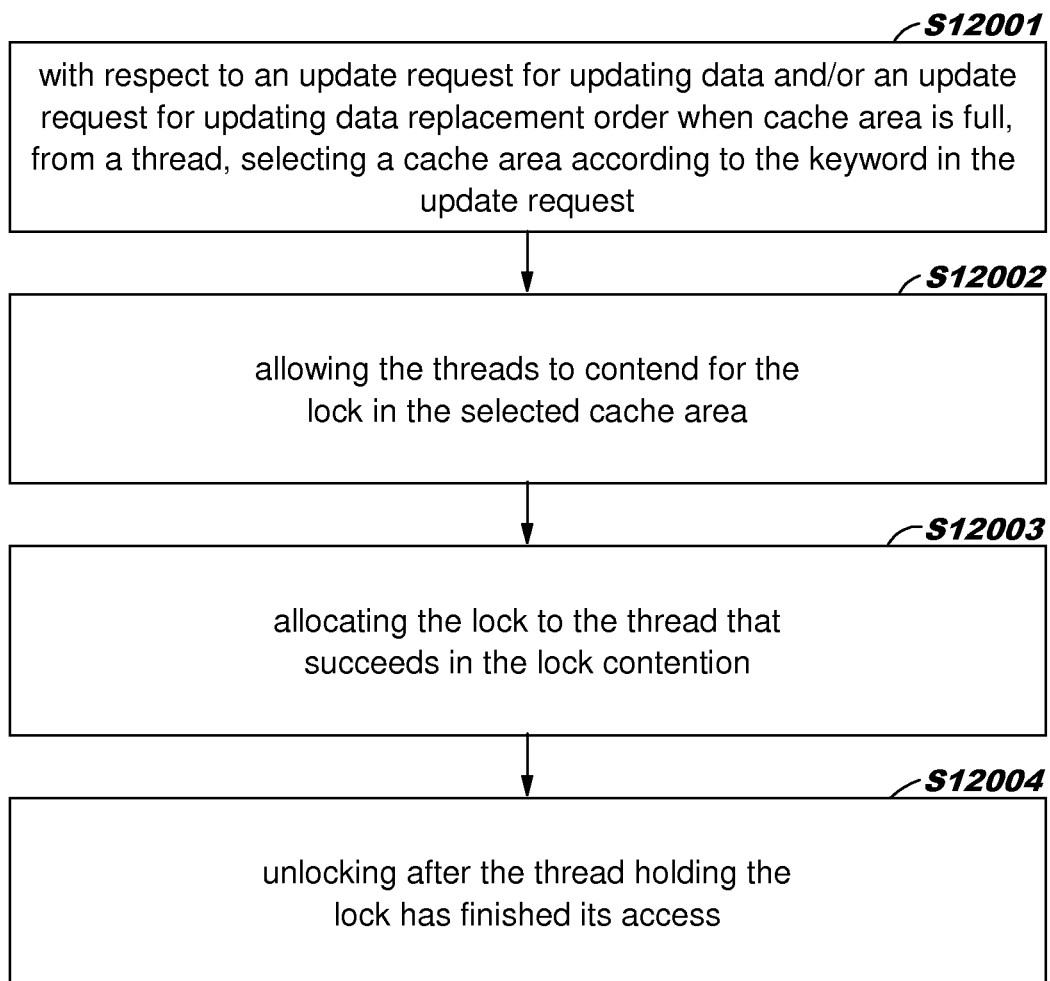 S12001
with respect to an update request for updating data and/or an update
request for updating data replacement order when cache area is full,
from a thread, selecting a cache area according to the keyword in the
update request
S12002
allowing the threads to contend for the
lock in the selected cache area
S12003
allocating the lock to the thread that
succeeds in the lock contention
S12004
unlocking after the thread holding the
lock has finished its access